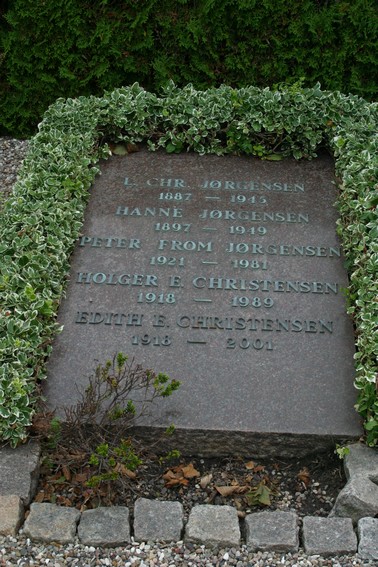 L. CHR. JØRGENSEN
1887 — 1945
HANNE JØRGENSEN
1897 — 1949
PETER FROM JØRGENSEN
1921 — 1981
HOLGER E. CHRISTENSEN
1918 — 1989
EDITH E. CHRISTENSEN
1918 — 2001